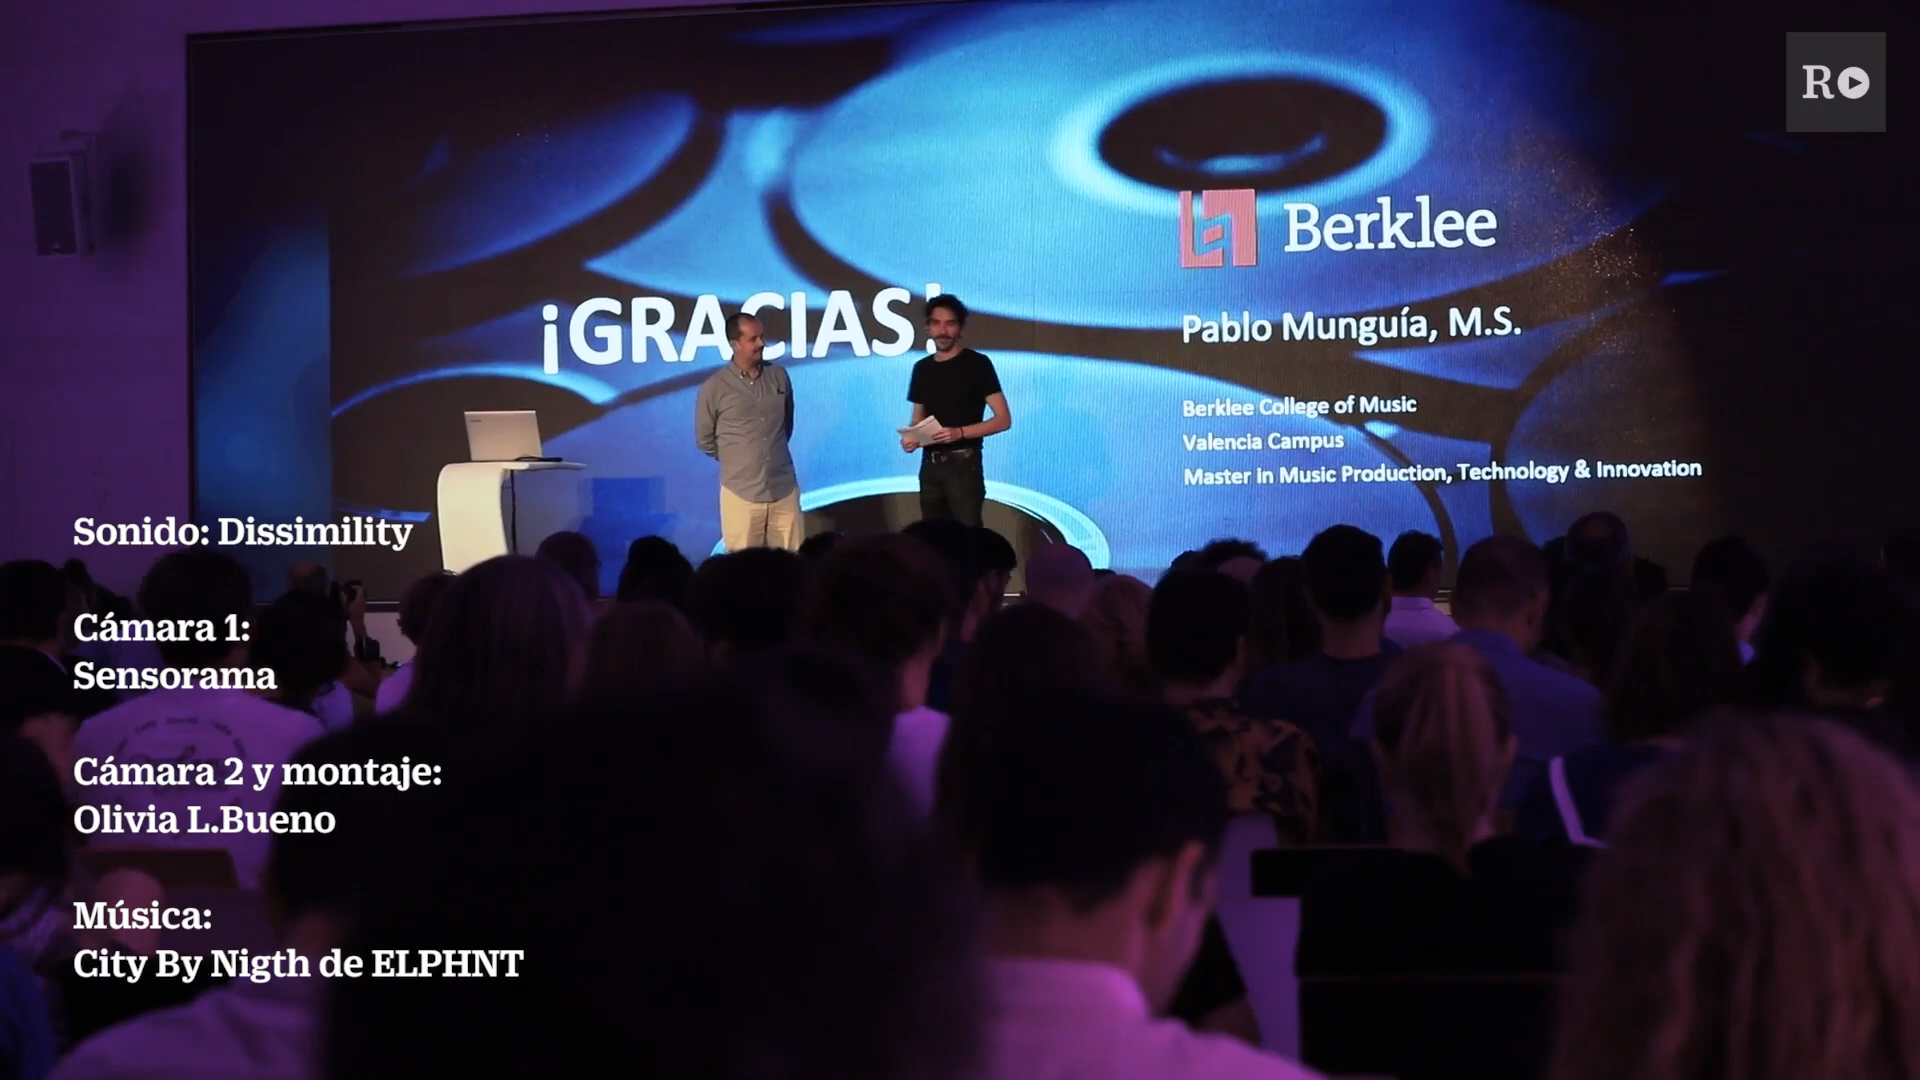 R
Berklee
¡GRACIAS!
Pablo Munguía, M.S.
Berklee College of Music
Valencia Campus
Master in Music Production, Technology & Innovation
Sonido: Dissimility
Cámara 1:
Sensorama
Cámara 2 y montaje:
Olivia L.Bueno
Música:
City By Nigth de ELPHNT